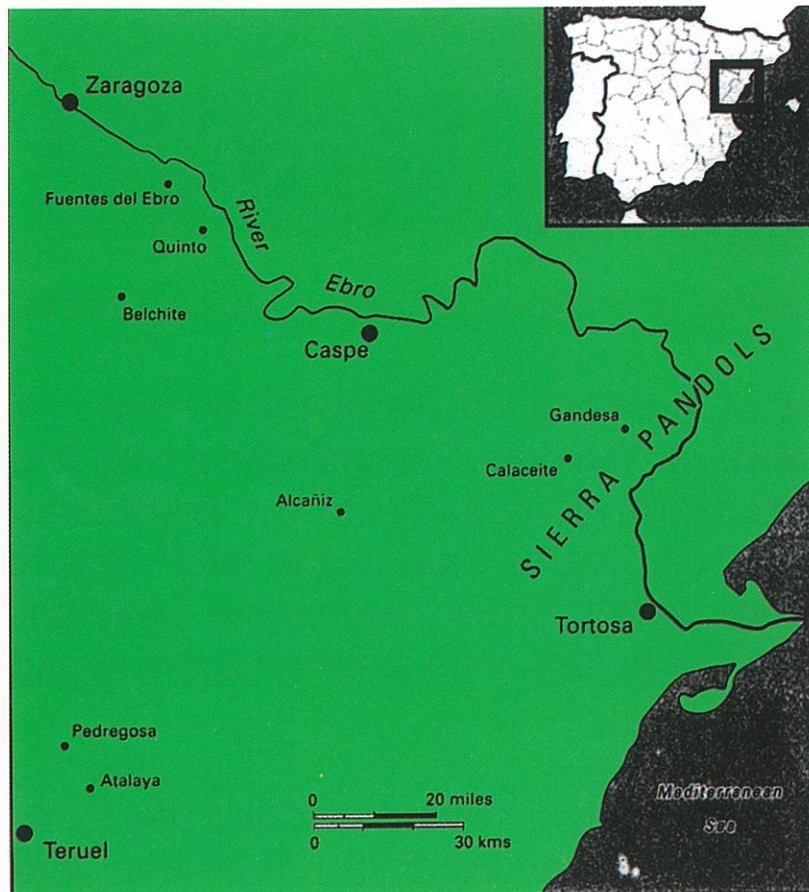 Zaragoza
Fuentes del Ebro
River
Quinto
Ebro
Belchite
Caspe
SIERRA PANDOLS
Gandesa
Calaceite
Alcañiz
Tortosa
Pedregosa
Atalaya
Mediterranean
Sea
0 20 miles
Teruel
0 30 kms